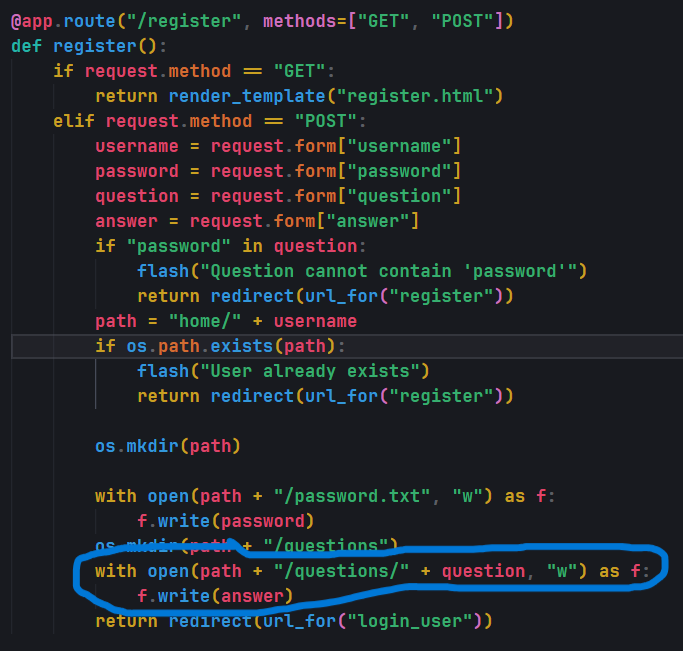 @app.route("/register", methods=["GET", "POST"])
def register():
    if request.method == "GET":
        return render_template("register.html")
    elif request.method == "POST":
        username = request.form["username"]
        password = request.form["password"]
        question = request.form["question"]
        answer = request.form["answer"]
        if "password" in question:
            flash("Question cannot contain 'password'")
            return redirect(url_for("register"))
        path = "home/" + username
        if os.path.exists(path):
            flash("User already exists")
            return redirect(url_for("register"))
        os.mkdir(path)
        with open(path + "/password.txt", "w") as f:
            f.write(password)
        os.mkdir(path + "/questions")
        with open(path + "/questions/" + question, "w") as f:
            f.write(answer)
        return redirect(url_for("login_user"))